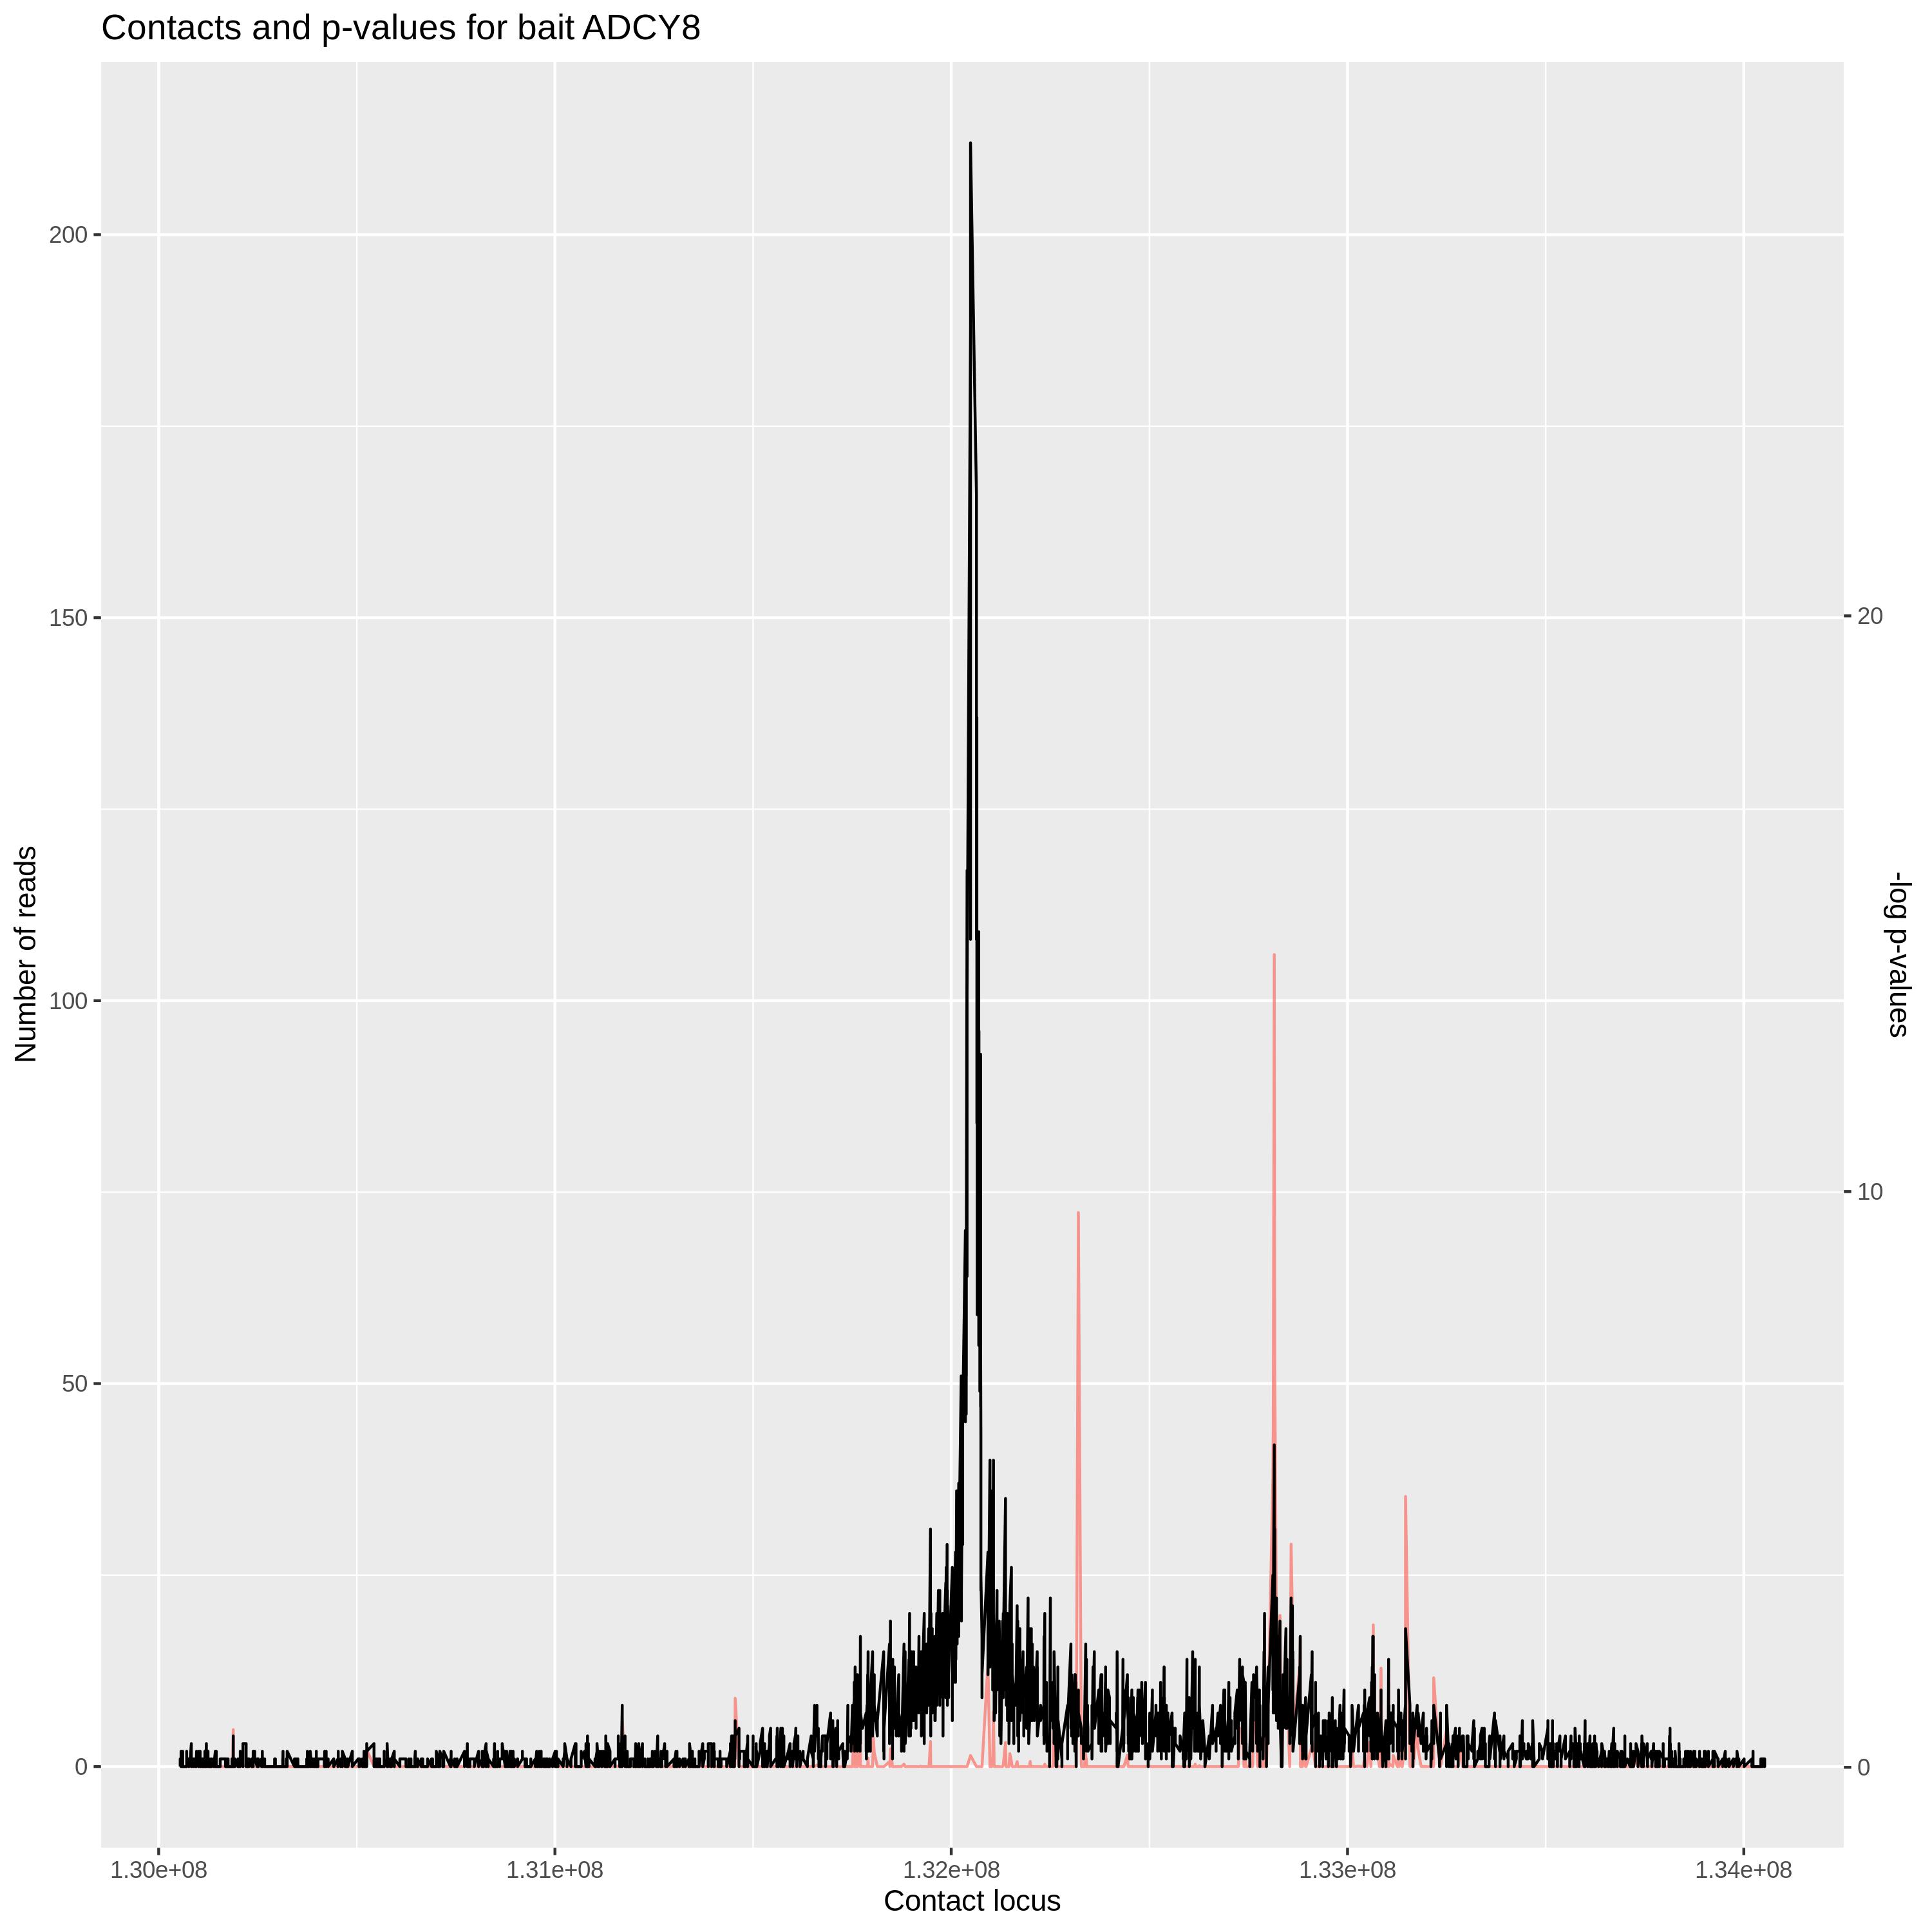 Contacts and p-values for bait ADCY8
Number of reads
200
150
100
50
0
20
10
0
-log p-values
1.30e+08
1.31e+08
1.32e+08
1.33e+08
1.34e+08
Contact locus